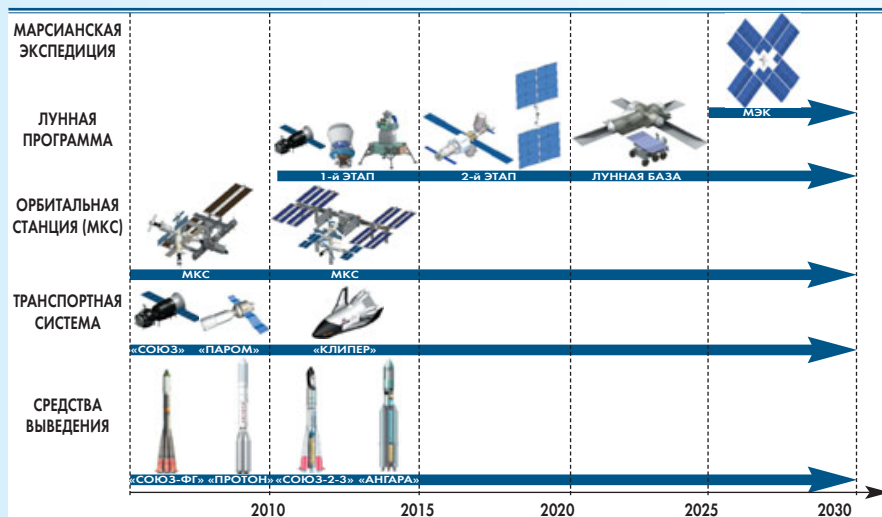 МАРСИАНСКАЯ
ЭКСПЕДИЦИЯ
МЭК
ЛУННАЯ
ПРОГРАММА
1-й ЭТАП
2-й ЭТАП
ЛУННАЯ БАЗА
ОРБИТАЛЬНАЯ
СТАНЦИЯ (МКС)
МКС
МКС
ТРАНСПОРТНАЯ
СИСТЕМА
«СОЮЗ» «ПАРОМ» «КЛИПЕР»
СРЕДСТВА
ВЫВЕДЕНИЯ
«СОЮЗ-ФГ» «ПРОТОН» «СОЮЗ-2-3» «АНГАРА»
2010 2015 2020 2025 2030